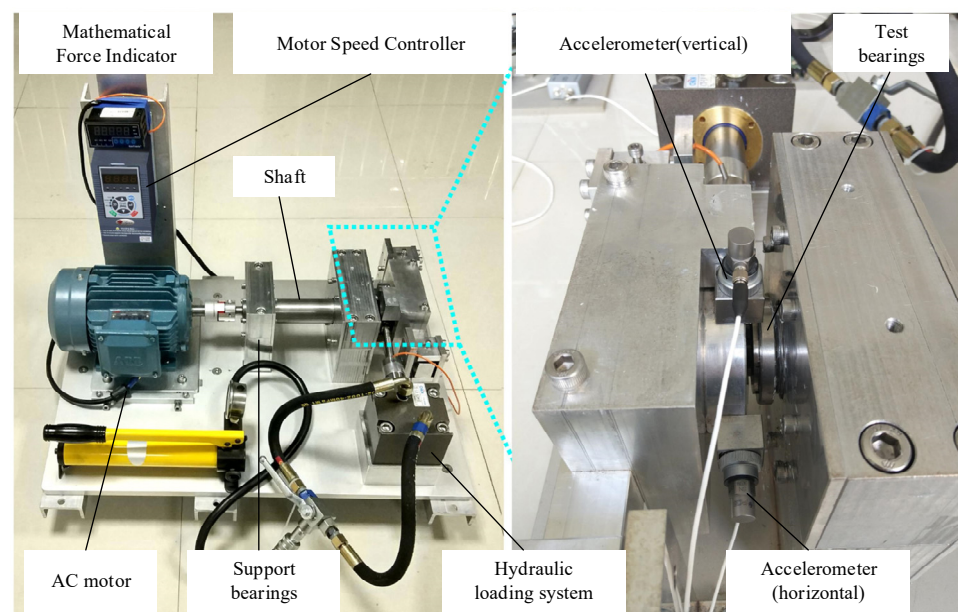 Mathematical
Force Indicator
Motor Speed Controller
Accelerometer(vertical)
Test
bearings
Shaft
ABB
AC motor
Support
bearings
Hydraulic
loading system
Accelerometer
(horizontal)